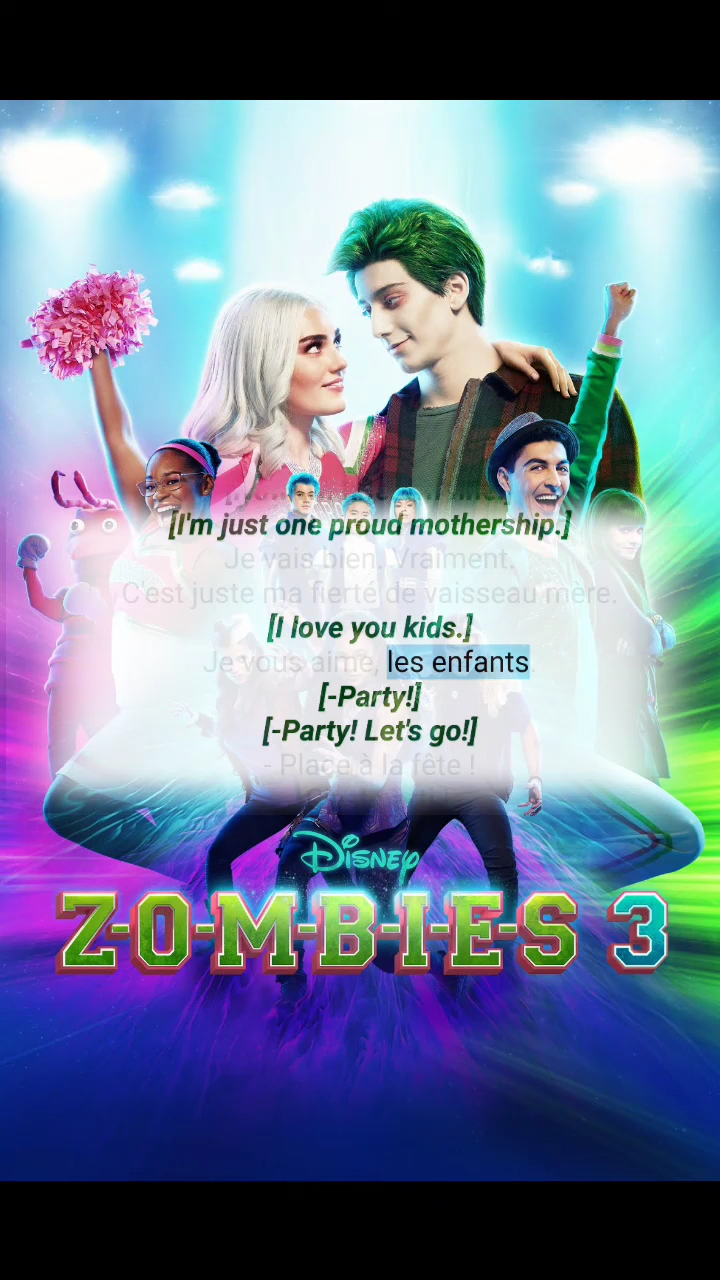 [I'm just one proud mothership.]
Je vais bien. Vraiment.
C'est juste ma fierté de vaisseau mère.
[I love you kids.]
Je vous aime, les enfants.
[-Party!]
[-Party! Let's go!]
- Place à la fête !
DISNEY
Z-O-M-B-I-E-S 3